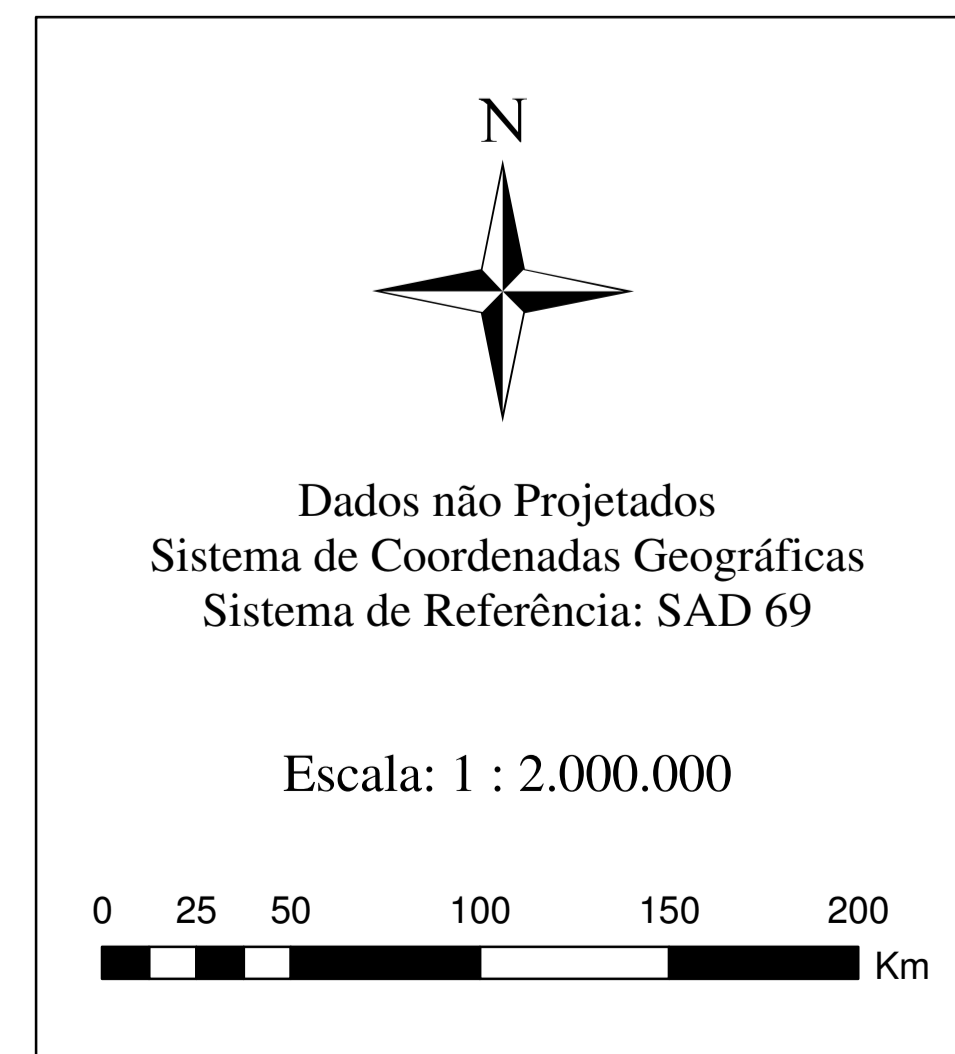 N
Dados não Projetados
Sistema de Coordenadas Geográficas
Sistema de Referência: SAD 69
Escala: 1 : 2.000.000
0 25 50 100 150 200
Km